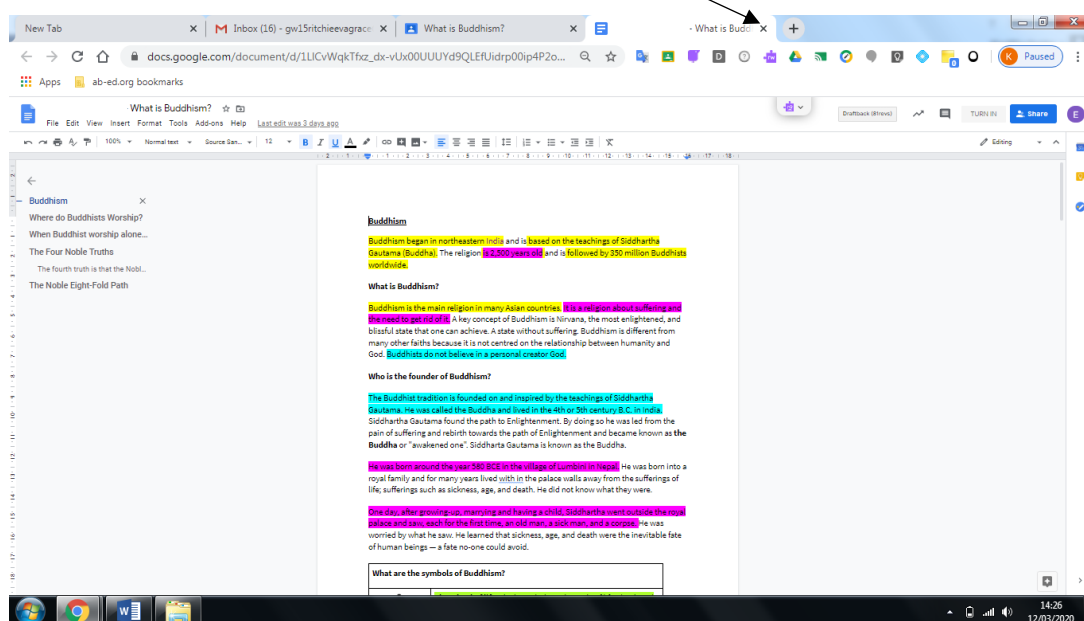 New Tab × Inbox (16) - gw15ritchieevagrace × What is Buddhism? × - What is Budd × +
docs.google.com/document/d/1LlCvWqkTfxz_dx-vUx00UUUYd9QLEfUidrp00ip4P2o... Paused
Apps ab-ed.org bookmarks
What is Buddhism?
File Edit View Insert Format Tools Add-ons Help Last edit was 3 days ago
Draftback (8 revs) TURN IN Share E
100% Normal text Source San... 12 B I U A Editing
Buddhism ×
Where do Buddhists Worship?
When Buddhist worship alone...
The Four Noble Truths
The fourth truth is that the Nobl...
The Noble Eight-Fold Path
Buddhism
Buddhism began in northeastern India and is based on the teachings of Siddhartha
Gautama (Buddha). The religion is 2,500 years old and is followed by 350 million Buddhists
worldwide.
What is Buddhism?
Buddhism is the main religion in many Asian countries. It is a religion about suffering and
the need to get rid of it. A key concept of Buddhism is Nirvana, the most enlightened, and
blissful state that one can achieve. A state without suffering. Buddhism is different from
many other faiths because it is not centred on the relationship between humanity and
God. Buddhists do not believe in a personal creator God.
Who is the founder of Buddhism?
The Buddhist tradition is founded on and inspired by the teachings of Siddhartha
Gautama. He was called the Buddha and lived in the 4th or 5th century B.C. in India.
Siddhartha Gautama found the path to Enlightenment. By doing so he was led from the
pain of suffering and rebirth towards the path of Enlightenment and became known as the
Buddha or "awakened one". Siddharta Gautama is known as the Buddha.
He was born around the year 580 BCE in the village of Lumbini in Nepal. He was born into a
royal family and for many years lived with in the palace walls away from the sufferings of
life; sufferings such as sickness, age, and death. He did not know what they were.
One day, after growing-up, marrying and having a child, Siddhartha went outside the royal
palace and saw, each for the first time, an old man, a sick man, and a corpse. He was
worried by what he saw. He learned that sickness, age, and death were the inevitable fate
of human beings — a fate no-one could avoid.
What are the symbols of Buddhism?
14:26
12/03/2020